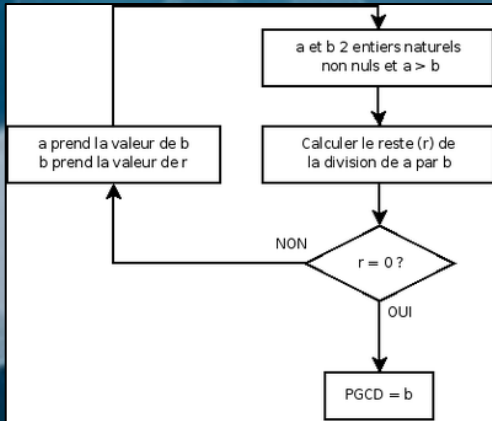 a et b 2 entiers naturels
non nuls et a > b
a prend la valeur de b
b prend la valeur de r
Calculer le reste (r) de
la division de a par b
NON
r = 0 ?
OUI
PGCD = b